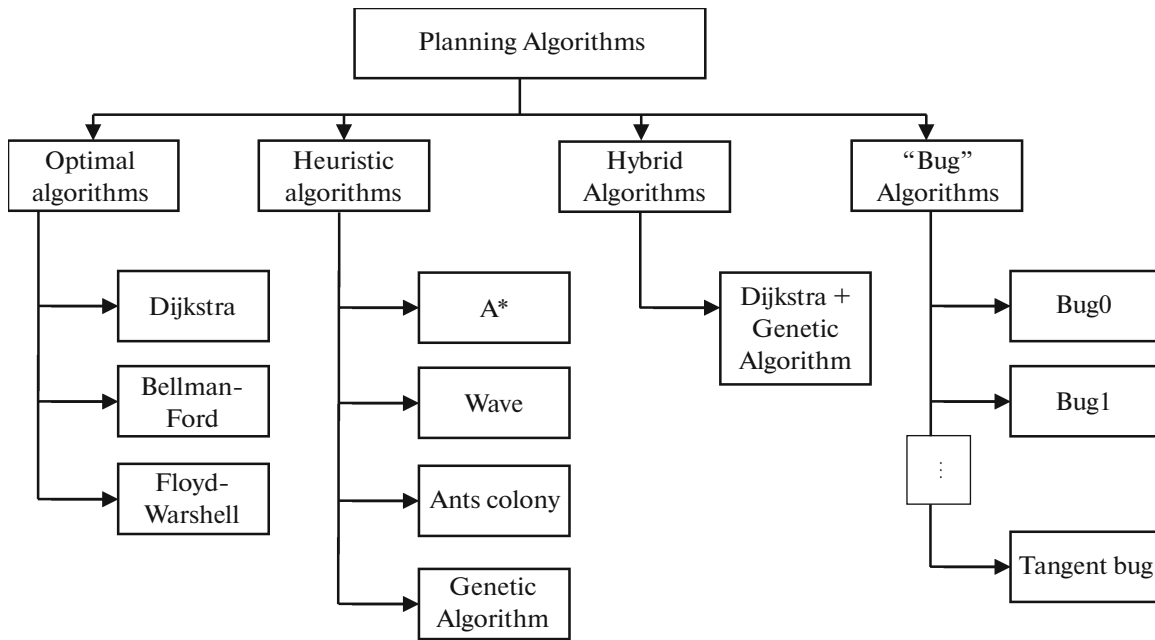 Planning Algorithms
Optimal
algorithms
Heuristic
algorithms
Hybrid
Algorithms
“Bug”
Algorithms
Dijkstra
Bellman-
Ford
Floyd-
Warshell
A*
Wave
Ants colony
Genetic
Algorithm
Dijkstra +
Genetic
Algorithm
Bug0
Bug1
⋮
Tangent bug